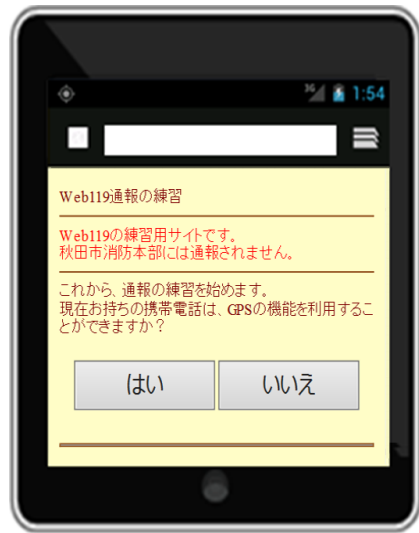 3G 1:54
Web119通報の練習
Web119の練習用サイトです。
秋田市消防本部には通報されません。
これから、通報の練習を始めます。
現在お持ちの携帯電話は、GPSの機能を利用するこ
とができますか？
はい いいえ